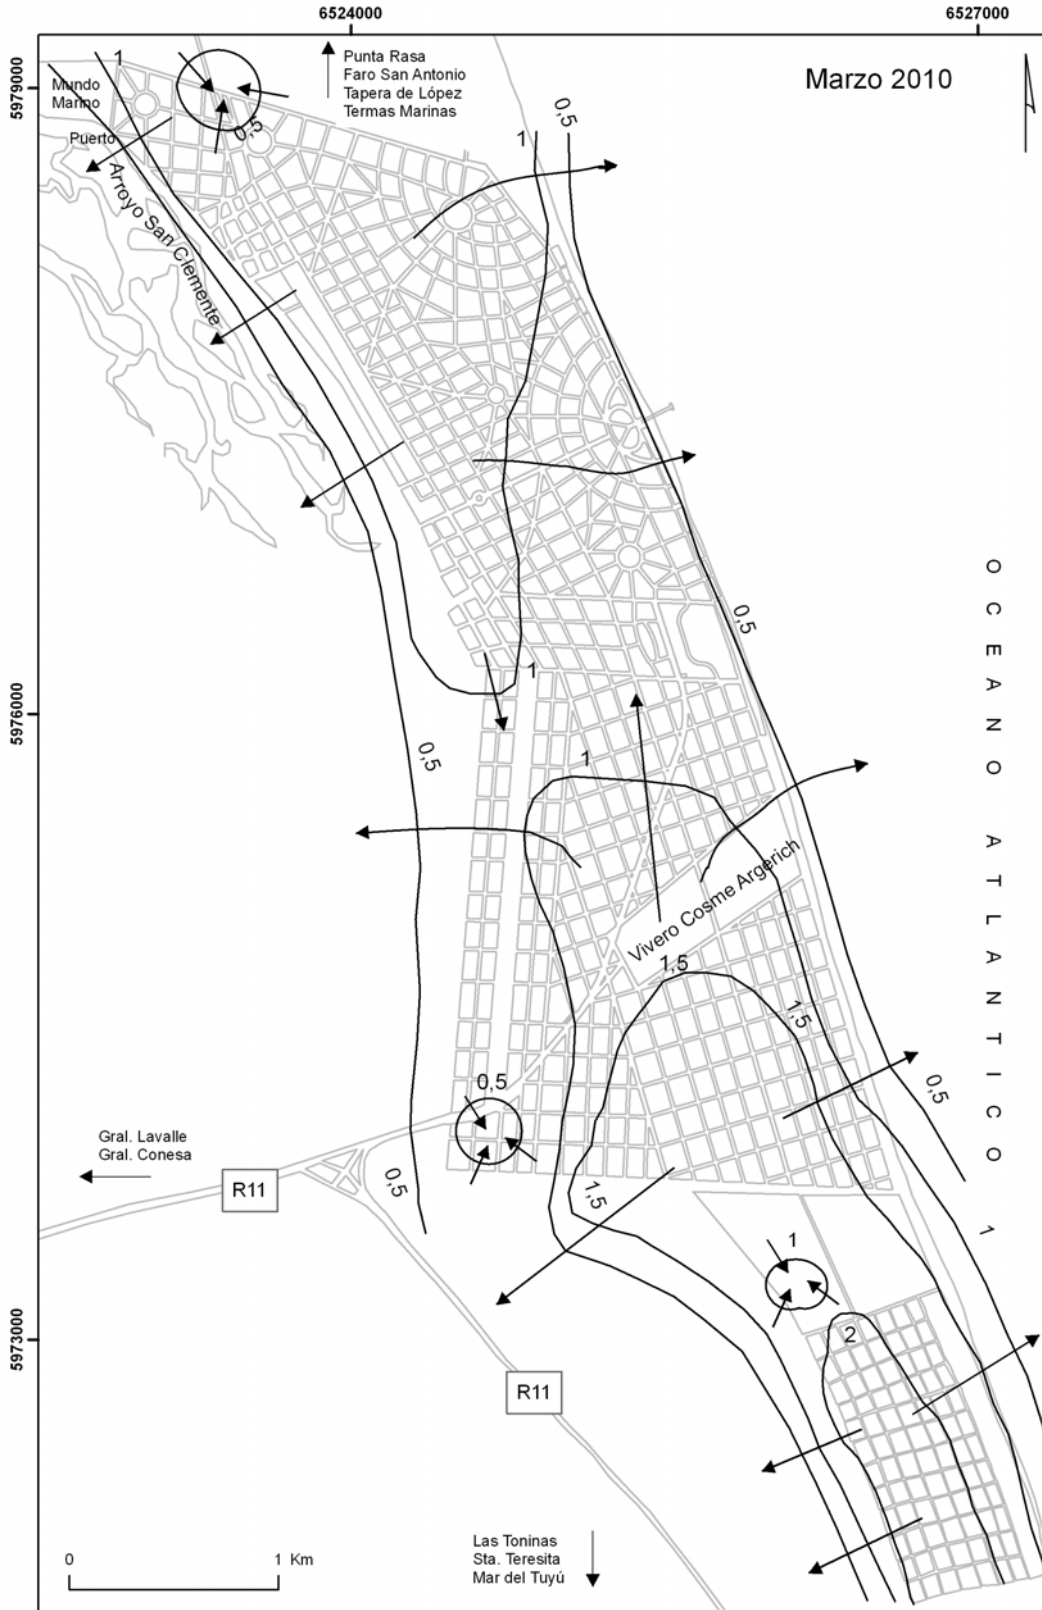 6524000
6527000
5979000
5976000
5973000
Marzo 2010
Punta Rasa
Faro San Antonio
Tapera de López
Termas Marinas
Mundo
Marino
Puerto
Arroyo San Clemente
1
0,5
1
0,5
0,5
1
0,5
1
Vivero Cosme Argerich
1,5
1,5
OCEANO ATLANTICO
0,5
0,5
Gral. Lavalle
Gral. Conesa
R11
0,5
1,5
1
1
2
R11
0
1 Km
Las Toninas
Sta. Teresita
Mar del Tuyú